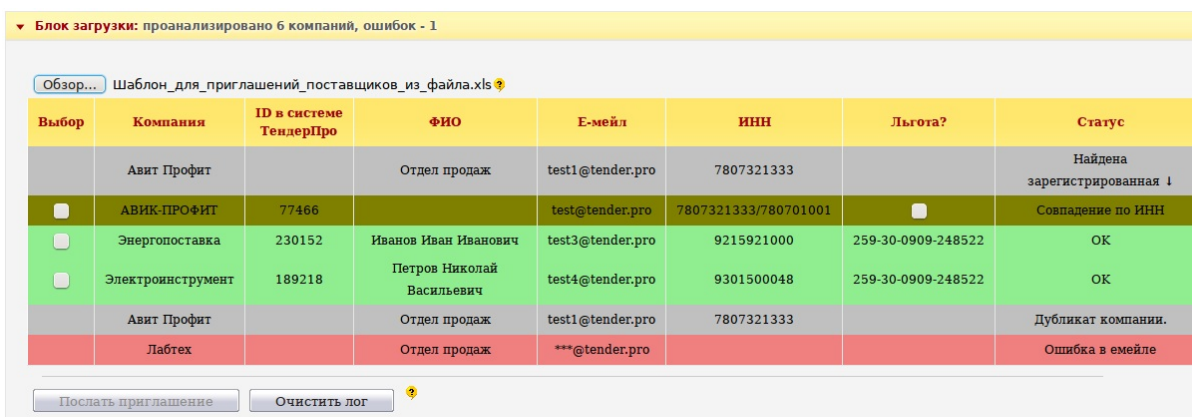 Блок загрузки: проанализировано 6 компаний, ошибок - 1
Обзор... Шаблон_для_приглашений_поставщиков_из_файла.xls
Выбор Компания ID в системе ТендерПро ФИО Е-мейл ИНН Льгота? Статус
Авит Профит Отдел продаж test1@tender.pro 7807321333 Найдена зарегистрированная ↓
АВИК-ПРОФИТ 77466 test@tender.pro 7807321333/780701001 Совпадение по ИНН
Энергопоставка 230152 Иванов Иван Иванович test3@tender.pro 9215921000 259-30-0909-248522 OK
Электроинструмент 189218 Петров Николай Васильевич test4@tender.pro 9301500048 259-30-0909-248522 OK
Авит Профит Отдел продаж test1@tender.pro 7807321333 Дубликат компании.
Лабтех Отдел продаж ***@tender.pro Ошибка в емейле
Послать приглашение Очистить лог